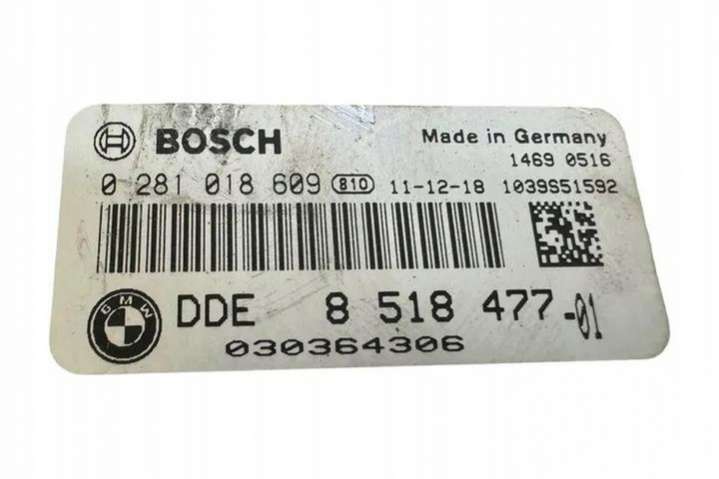 BOSCH Made in Germany
1469 0516
0 281 018 609 810 11-12-18 1039S51592
BMW DDE 8 518 477-01
030364306